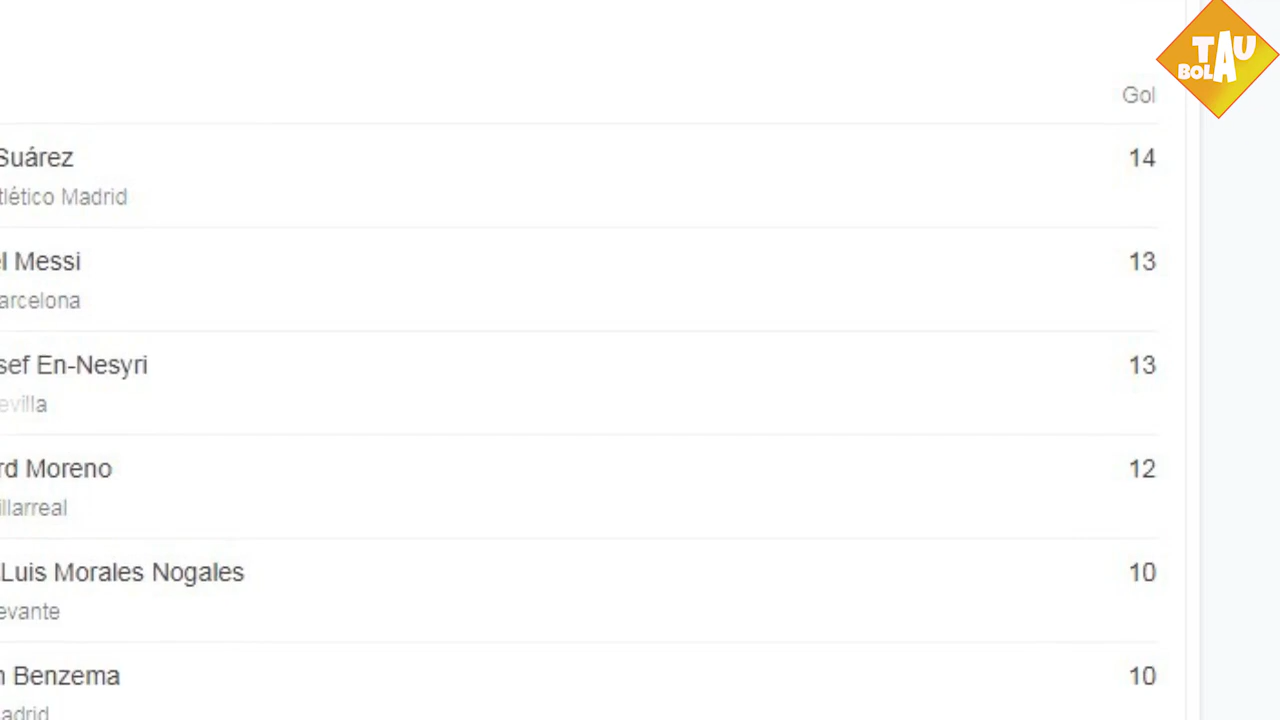 TAU
BOLA
Gol
Suárez 14
tlético Madrid
el Messi 13
arcelona
sef En-Nesyri 13
evilla
rd Moreno 12
illarreal
Luis Morales Nogales 10
evante
n Benzema 10
adrid